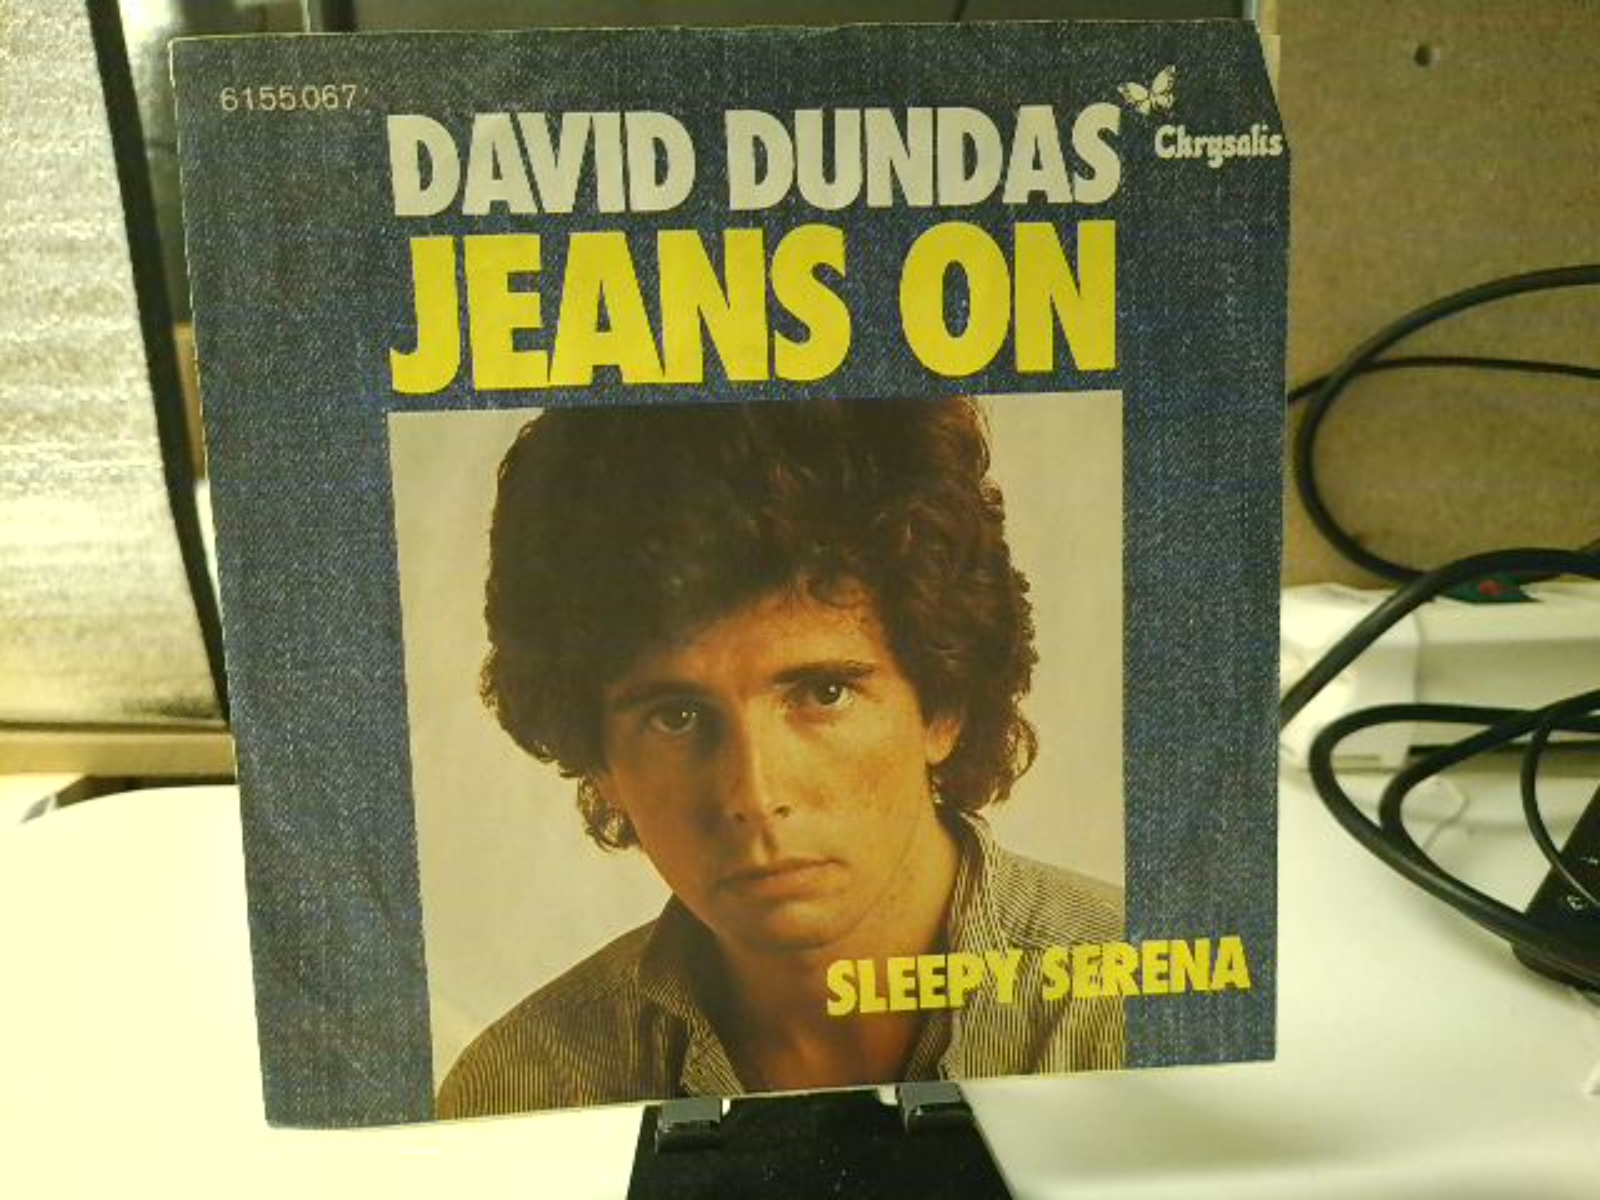 6155 067
DAVID DUNDAS
Chrysalis
JEANS ON
SLEEPY SERENA